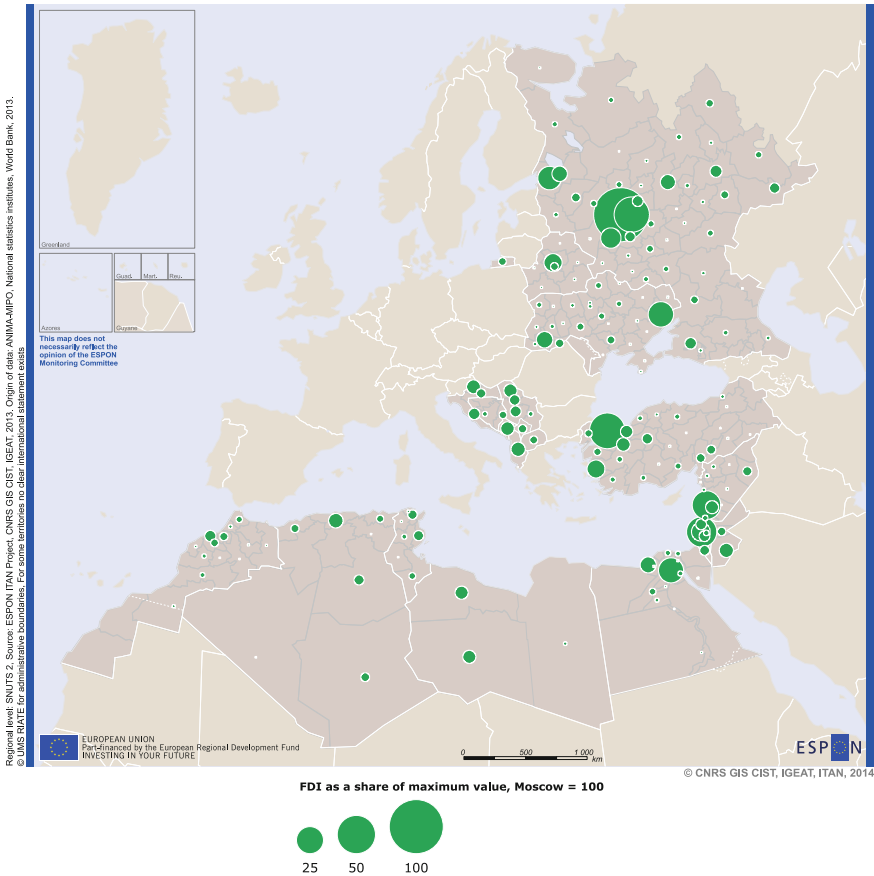 Regional level: SNUTS 2, Source: ESPON ITAN Project, CNRS GIS CIST, IGEAT, 2013. Origin of data: ANIMA-MIPO, National statistics institutes, World Bank, 2013.
© UMS RIATE for administrative boundaries. For some territories no clear international statement exists
Greenland
Guad. Mart. Reu.
Azores
Guyane
This map does not
necessarily reflect the
opinion of the ESPON
Monitoring Committee
EUROPEAN UNION
Part-financed by the European Regional Development Fund
INVESTING IN YOUR FUTURE
0 500 1 000
km
ESPON
© CNRS GIS CIST, IGEAT, ITAN, 2014
FDI as a share of maximum value, Moscow = 100
25 50 100